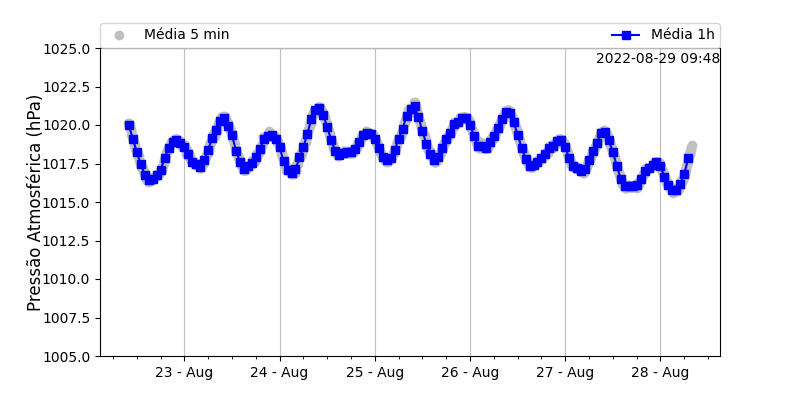 Média 5 min
Média 1h
2022-08-29 09:48
Pressão Atmosférica (hPa)
1025.0
1022.5
1020.0
1017.5
1015.0
1012.5
1010.0
1007.5
1005.0
23 - Aug
24 - Aug
25 - Aug
26 - Aug
27 - Aug
28 - Aug